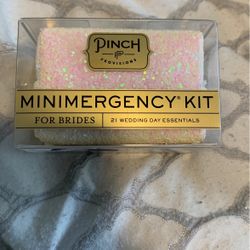 PINCH
PROVISIONS
MINIMERGENCY® KIT
FOR BRIDES
21 WEDDING DAY ESSENTIALS